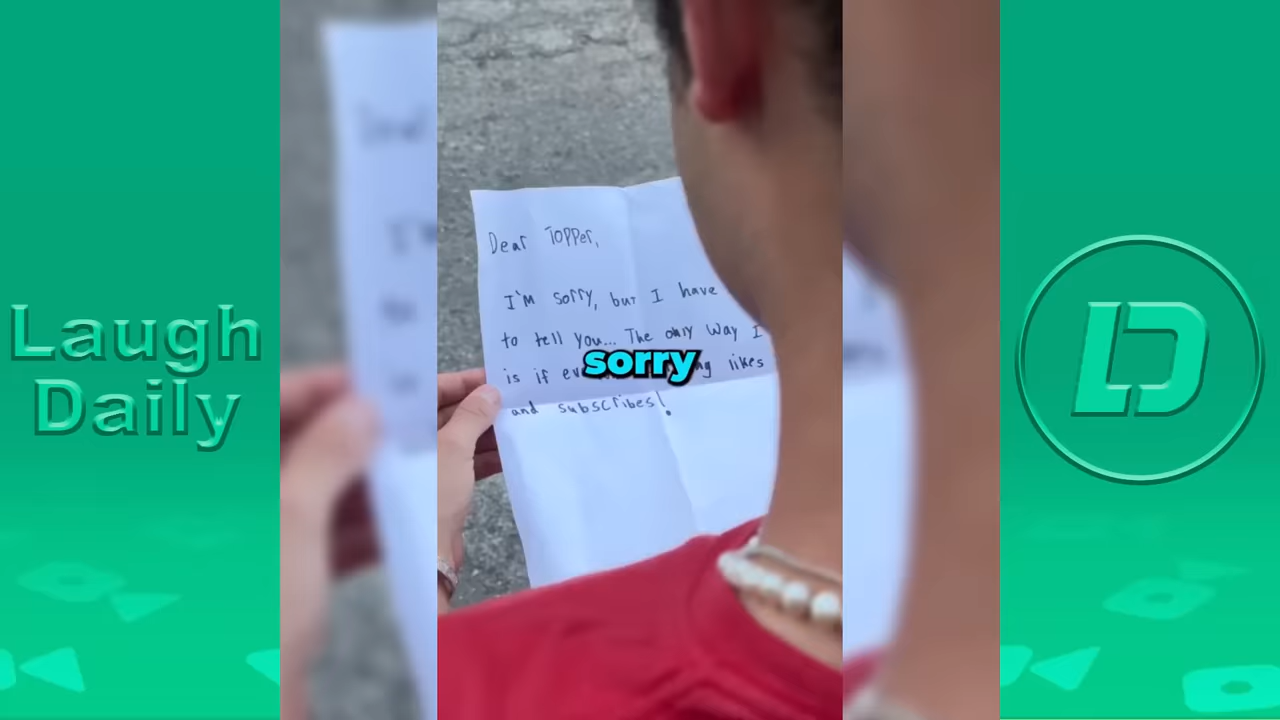 Laugh
Daily
Dear Topper,
I'm sorry, but I have
to tell you... The only way I
is if likes
and subscribes!
sorry
LD